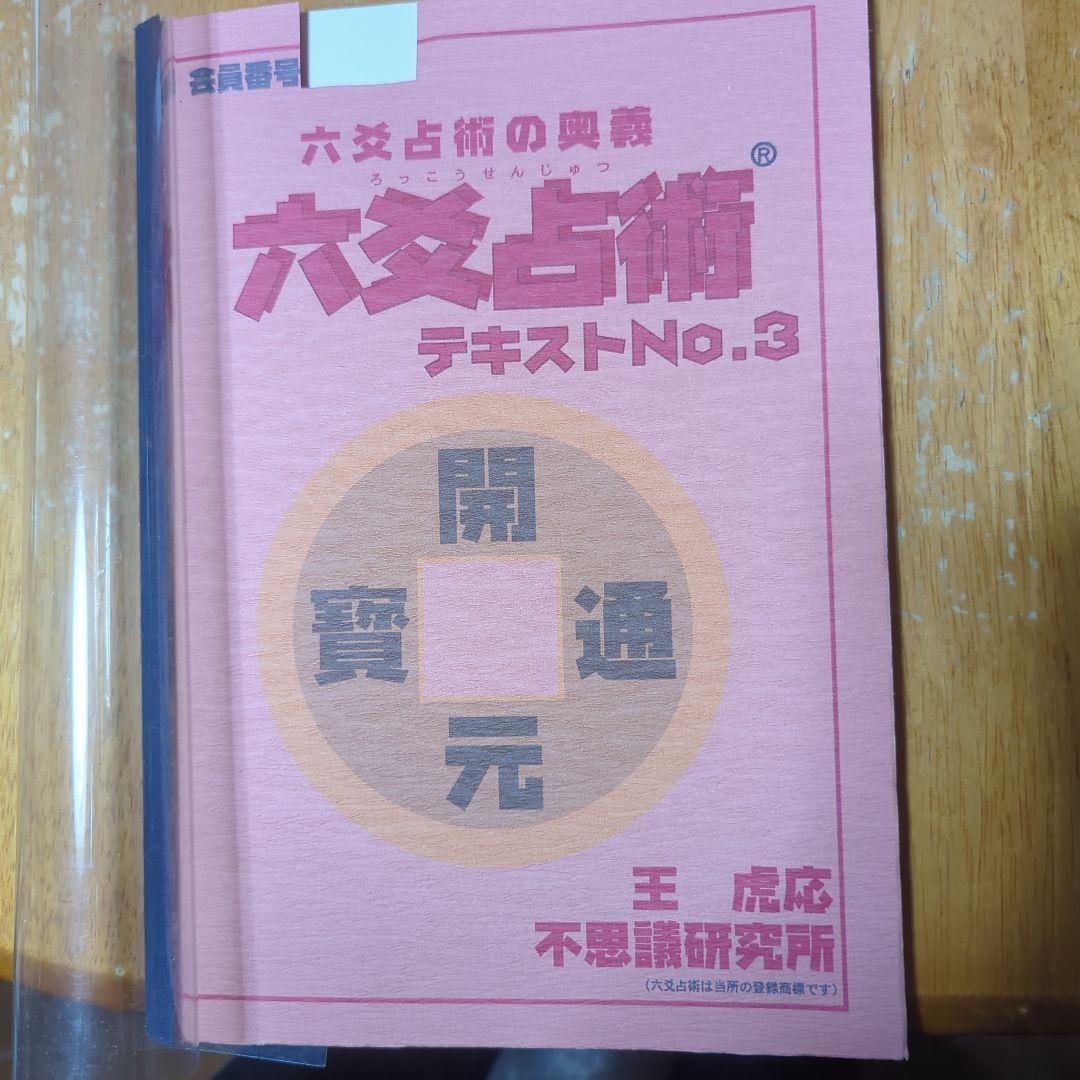 会員番号
六爻占術の奥義
ろっこうせんじゅつ
六爻占術®
テキストNo.3
開
寶 通
元
王 虎応
不思議研究所
(六爻占術は当所の登録商標です)